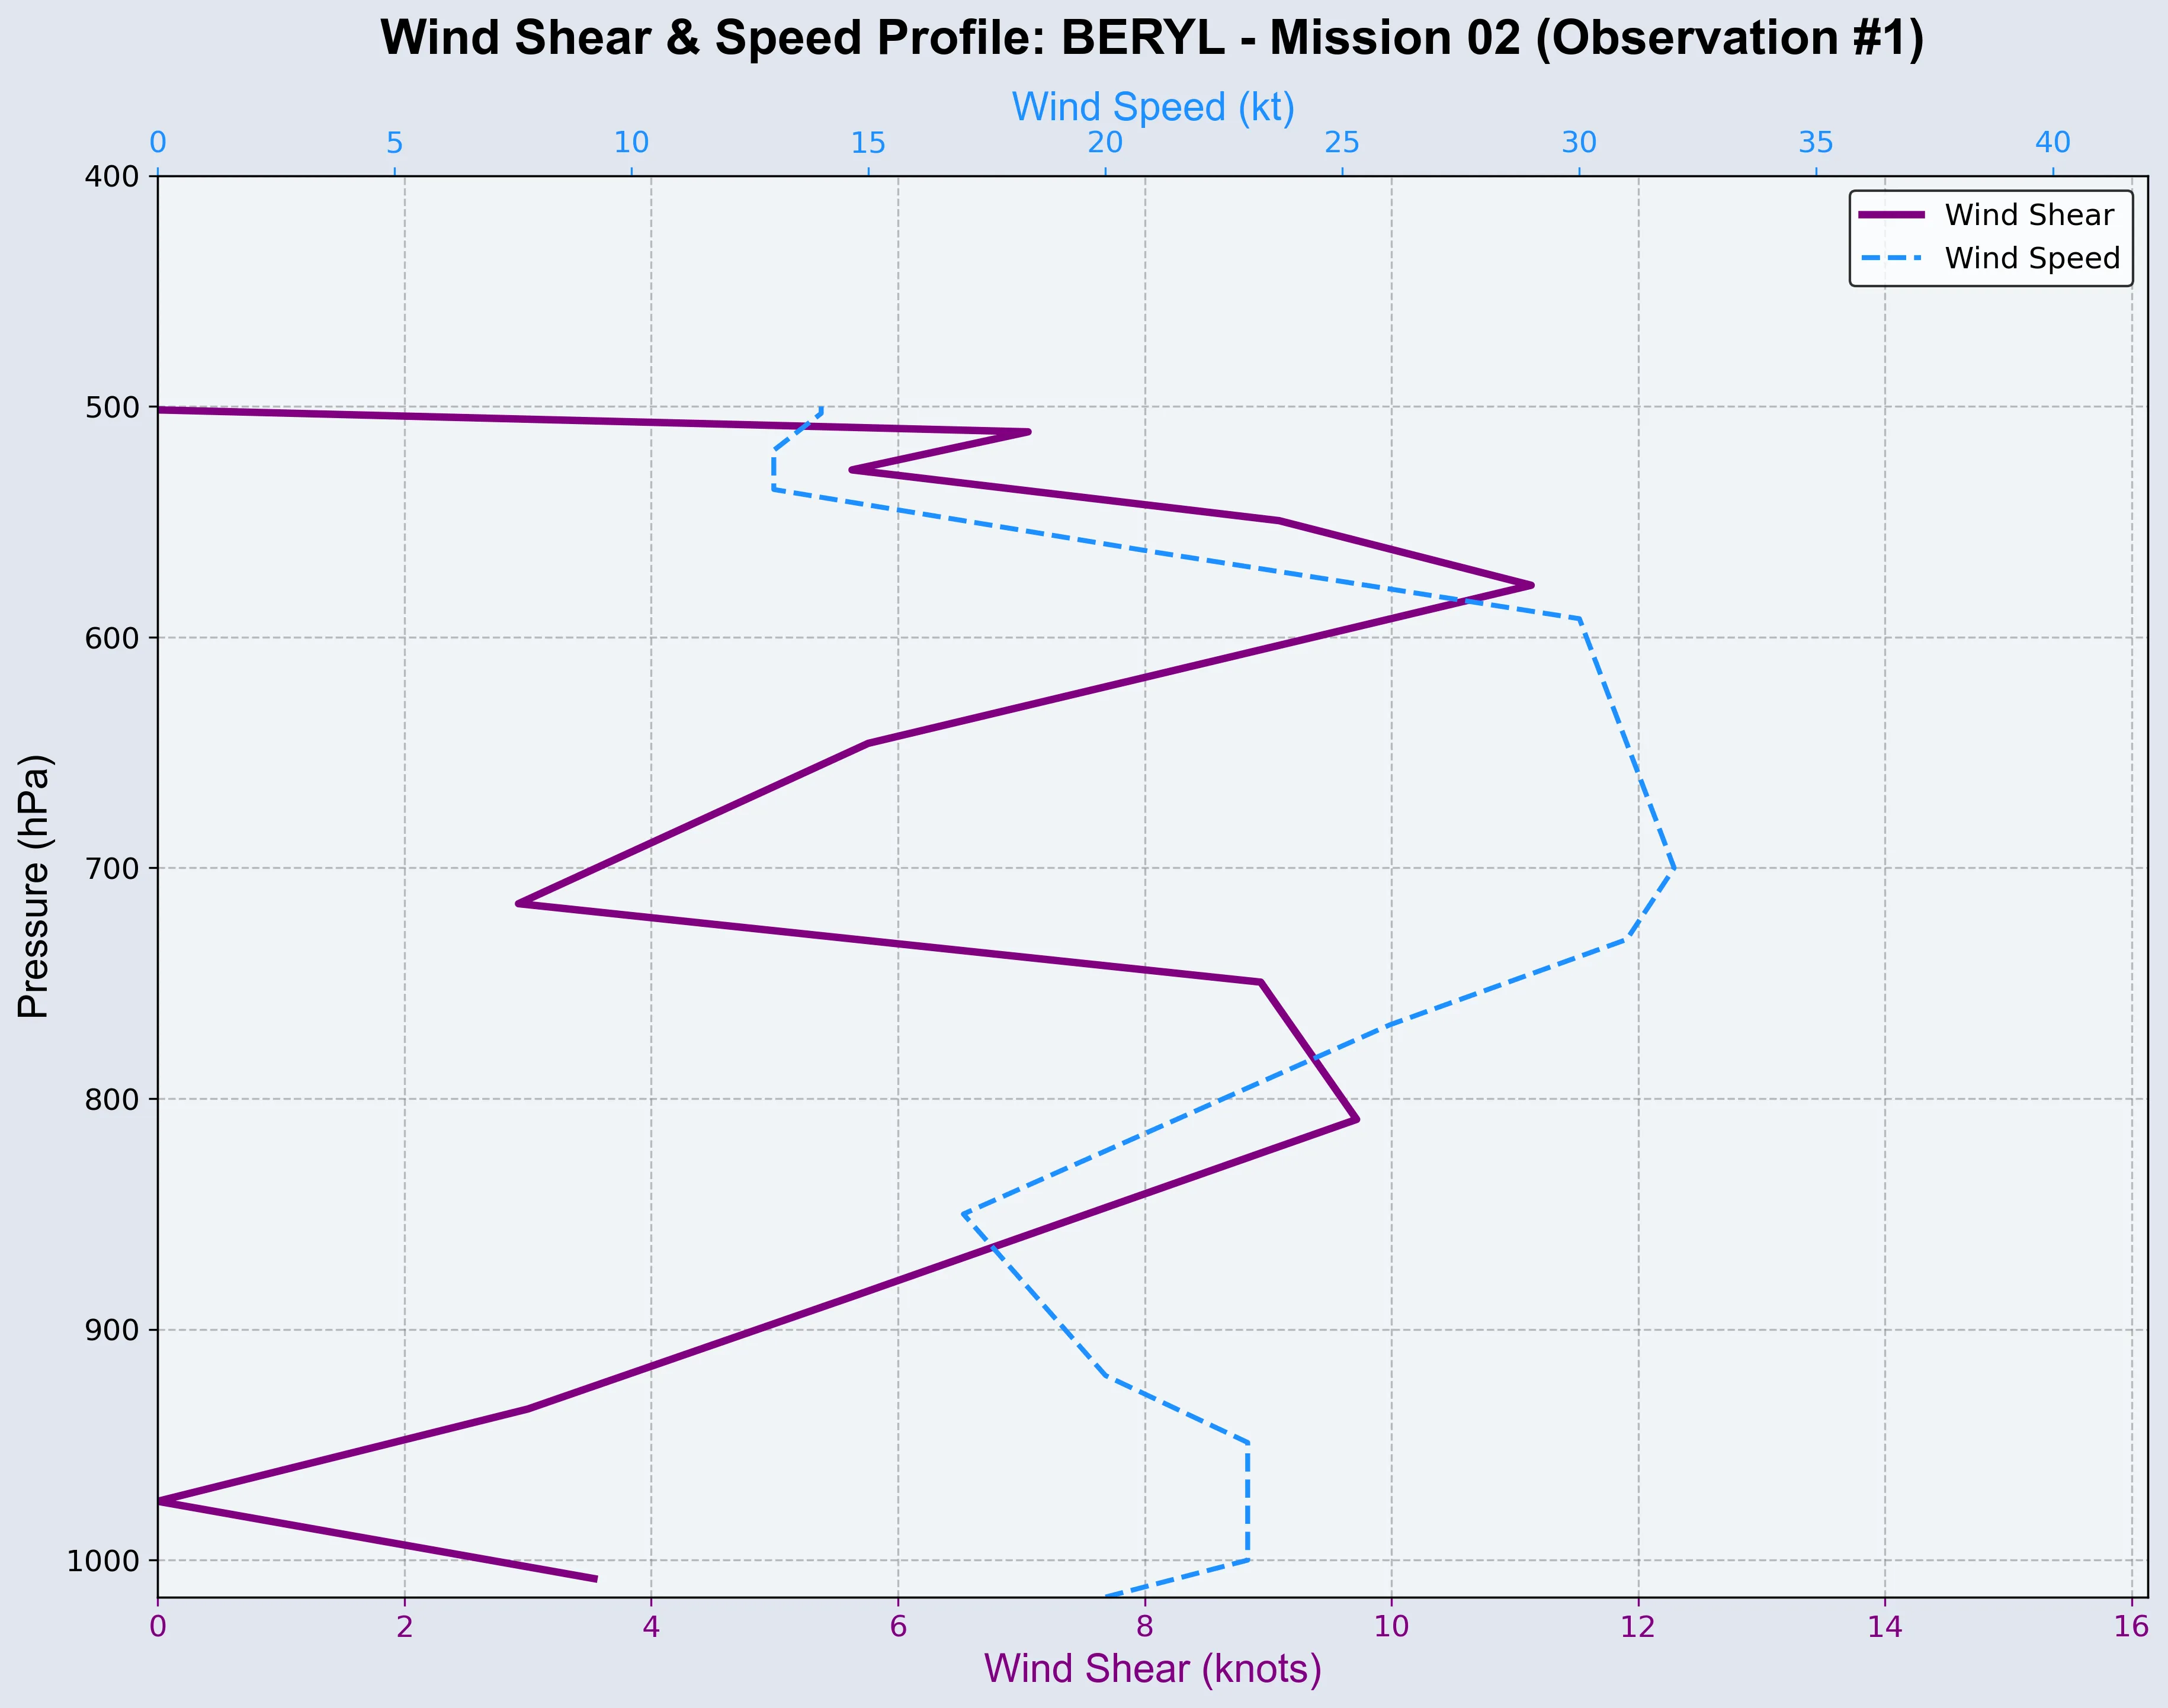 Wind Shear & Speed Profile: BERYL - Mission 02 (Observation #1)
Wind Speed (kt)
0 5 10 15 20 25 30 35 40
Wind Shear
Wind Speed
Pressure (hPa)
400
500
600
700
800
900
1000
0 2 4 6 8 10 12 14 16
Wind Shear (knots)